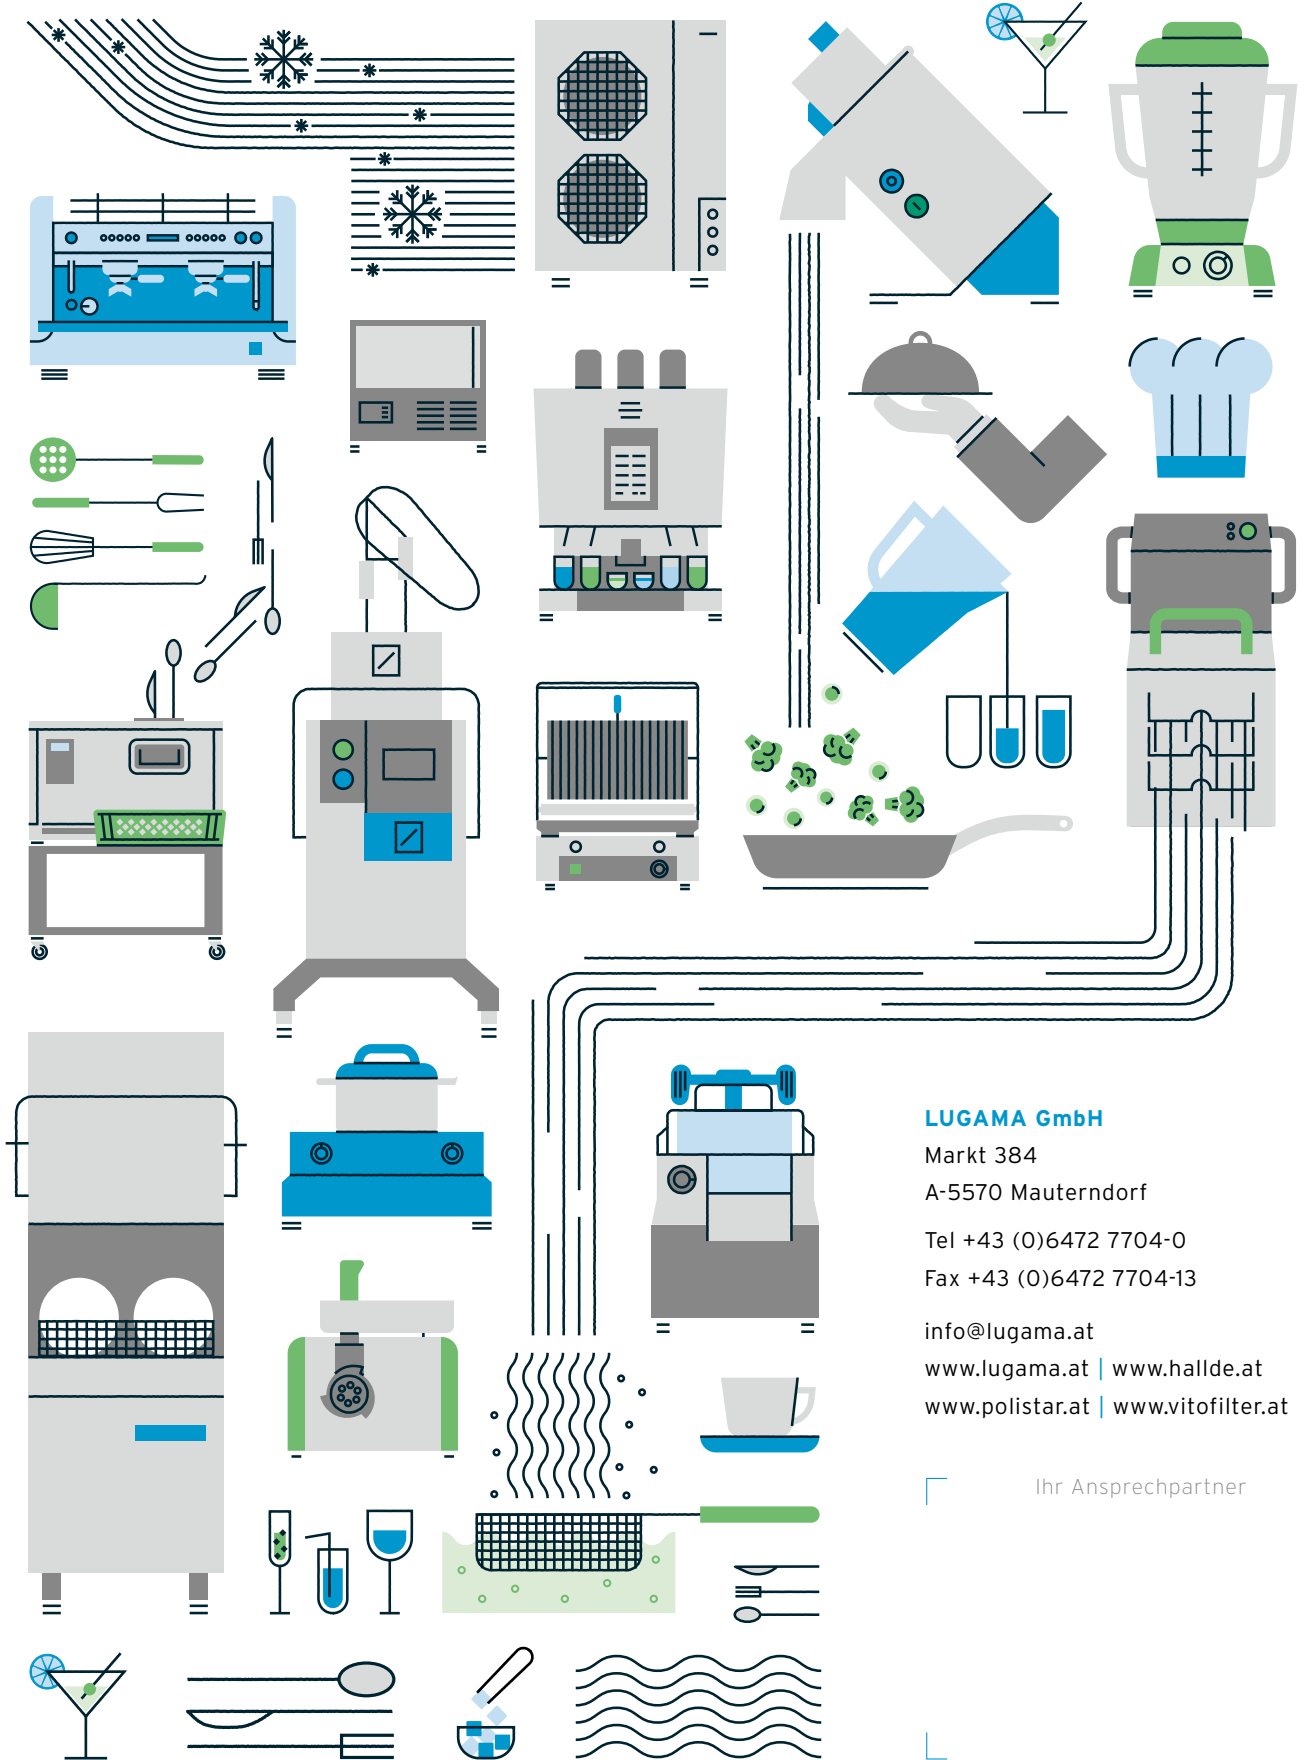 LUGAMA GmbH
Markt 384
A-5570 Mauterndorf
Tel +43 (0)6472 7704-0
Fax +43 (0)6472 7704-13
info@lugama.at
www.lugama.at | www.hallde.at
www.polistar.at | www.vitofilter.at
Ihr Ansprechpartner